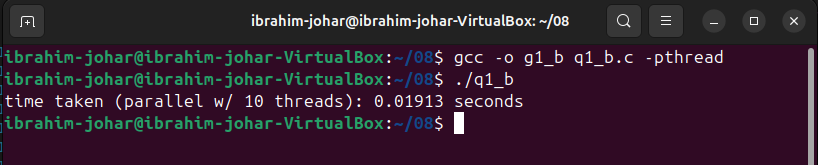 ibrahim-johar@ibrahim-johar-VirtualBox: ~/08
ibrahim-johar@ibrahim-johar-VirtualBox:~/08$ gcc -o g1_b q1_b.c -pthread
ibrahim-johar@ibrahim-johar-VirtualBox:~/08$ ./q1_b
time taken (parallel w/ 10 threads): 0.01913 seconds
ibrahim-johar@ibrahim-johar-VirtualBox:~/08$